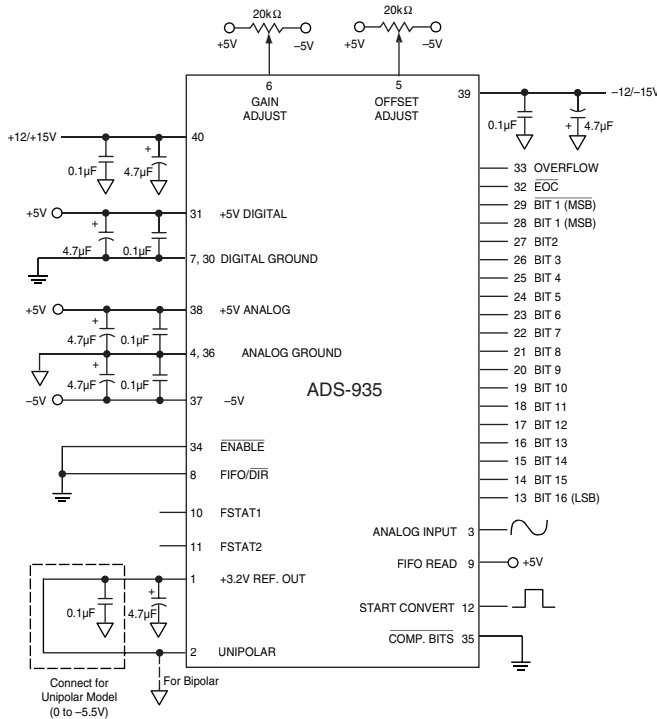 20kΩ
+5V
−5V
20kΩ
+5V
−5V
6
GAIN
ADJUST
5
OFFSET
ADJUST
39
−12/−15V
0.1µF
+
4.7µF
+12/+15V
40
0.1µF
+
4.7µF
+5V
31 +5V DIGITAL
+
4.7µF
0.1µF
7, 30 DIGITAL GROUND
+5V
38 +5V ANALOG
+
4.7µF
0.1µF
4, 36 ANALOG GROUND
+
4.7µF
0.1µF
−5V
37 −5V
ADS-935
34 ENABLE
8 FIFO/DIR
10 FSTAT1
11 FSTAT2
1 +3.2V REF. OUT
0.1µF
+
4.7µF
2 UNIPOLAR
For Bipolar
Connect for
Unipolar Model
(0 to −5.5V)
33 OVERFLOW
32 EOC
29 BIT 1 (MSB)
28 BIT 1 (MSB)
27 BIT2
26 BIT 3
25 BIT 4
24 BIT 5
23 BIT 6
22 BIT 7
21 BIT 8
20 BIT 9
19 BIT 10
18 BIT 11
17 BIT 12
16 BIT 13
15 BIT 14
14 BIT 15
13 BIT 16 (LSB)
ANALOG INPUT 3
FIFO READ 9
+5V
START CONVERT 12
COMP. BITS 35